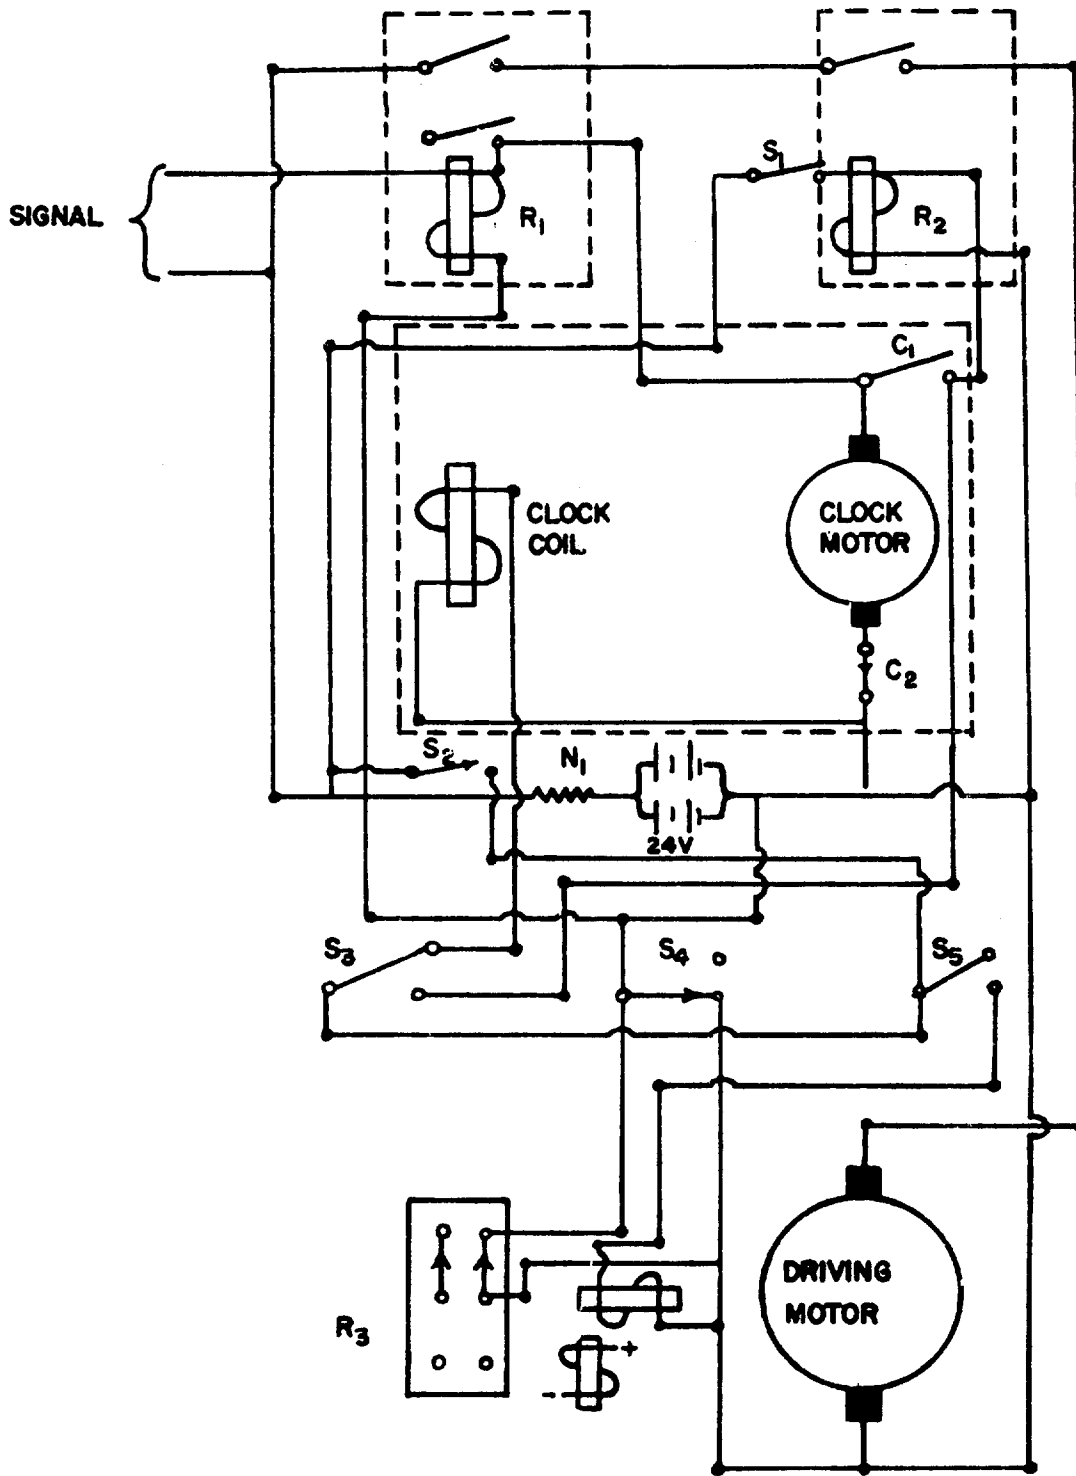 SIGNAL
R1
S1
R2
C1
CLOCK
COIL
CLOCK
MOTOR
C2
S2
N1
24V
S3
S4
S5
DRIVING
MOTOR
R3
+
-